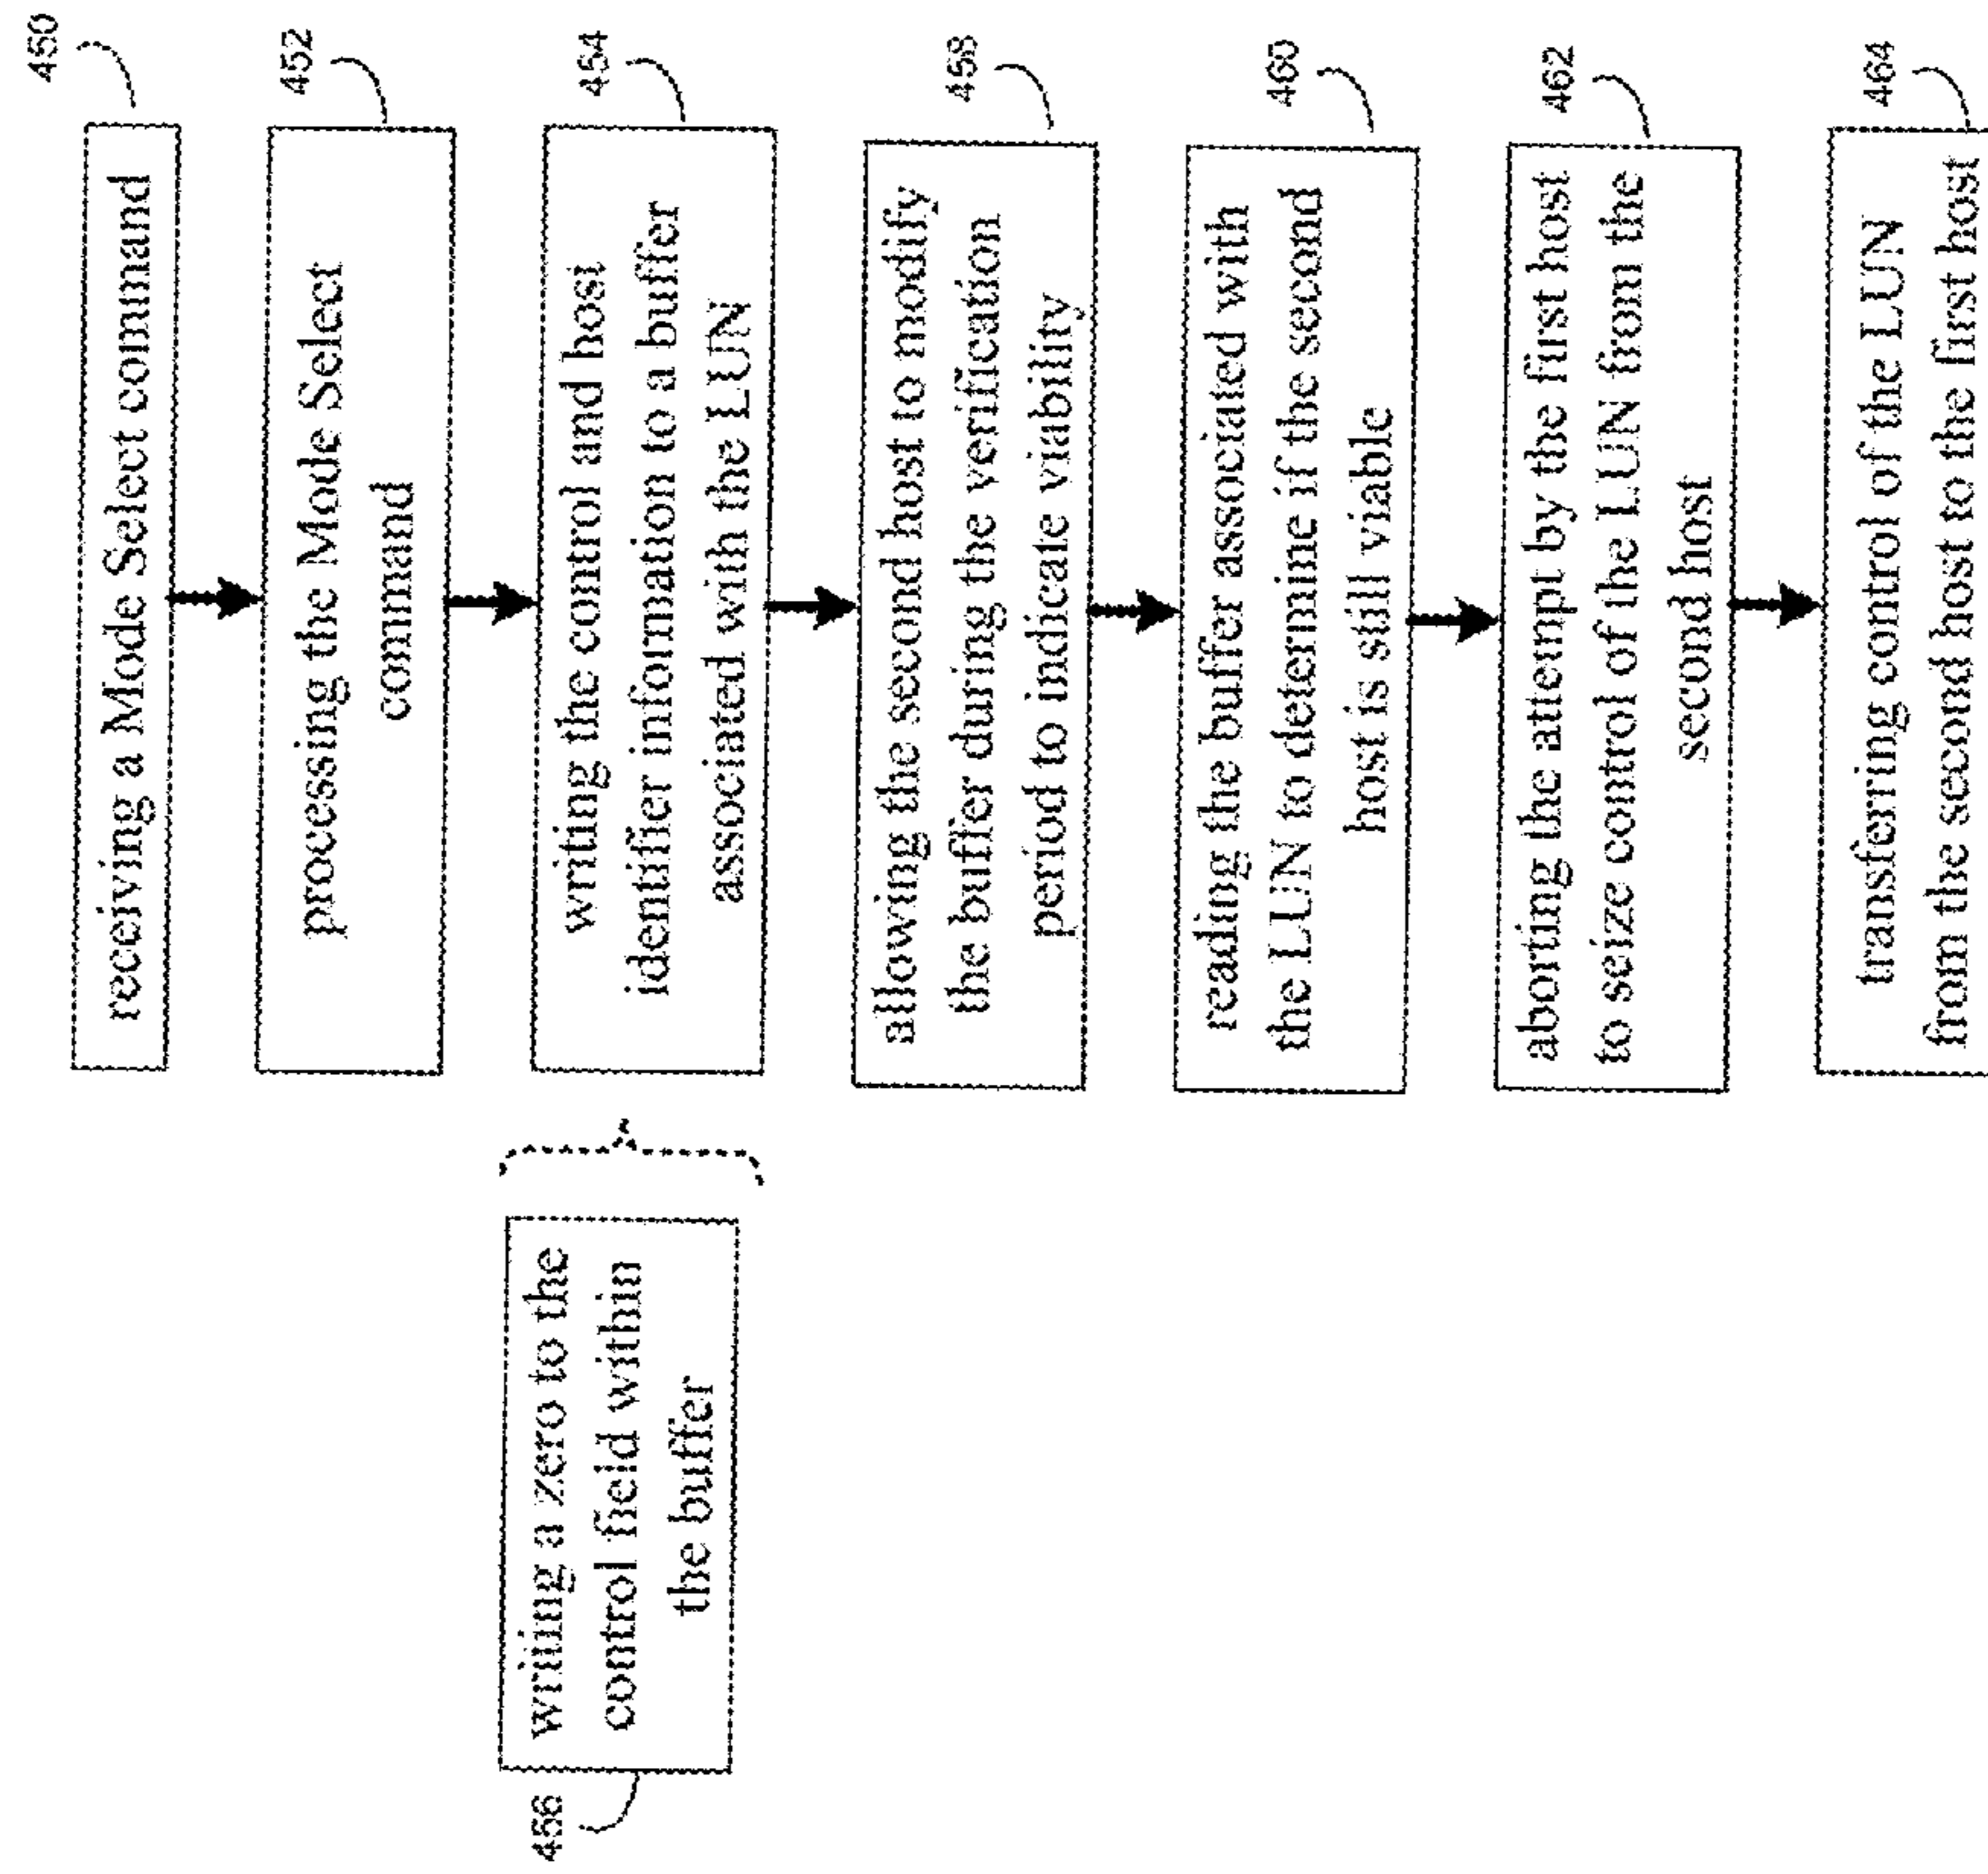 450
receiving a Mode Select command
452
processing the Mode Select
command
454
writing the control and host
identifier information to a buffer
associated with the LUN
456
writing a zero to the
control field within
the buffer
458
allowing the second host to modify
the buffer during the verification
period to indicate viability
460
reading the buffer associated with
the LUN to determine if the second
host is still viable
462
aborting the attempt by the first host
to seize control of the LUN from the
second host
464
transferring control of the LUN
from the second host to the first host